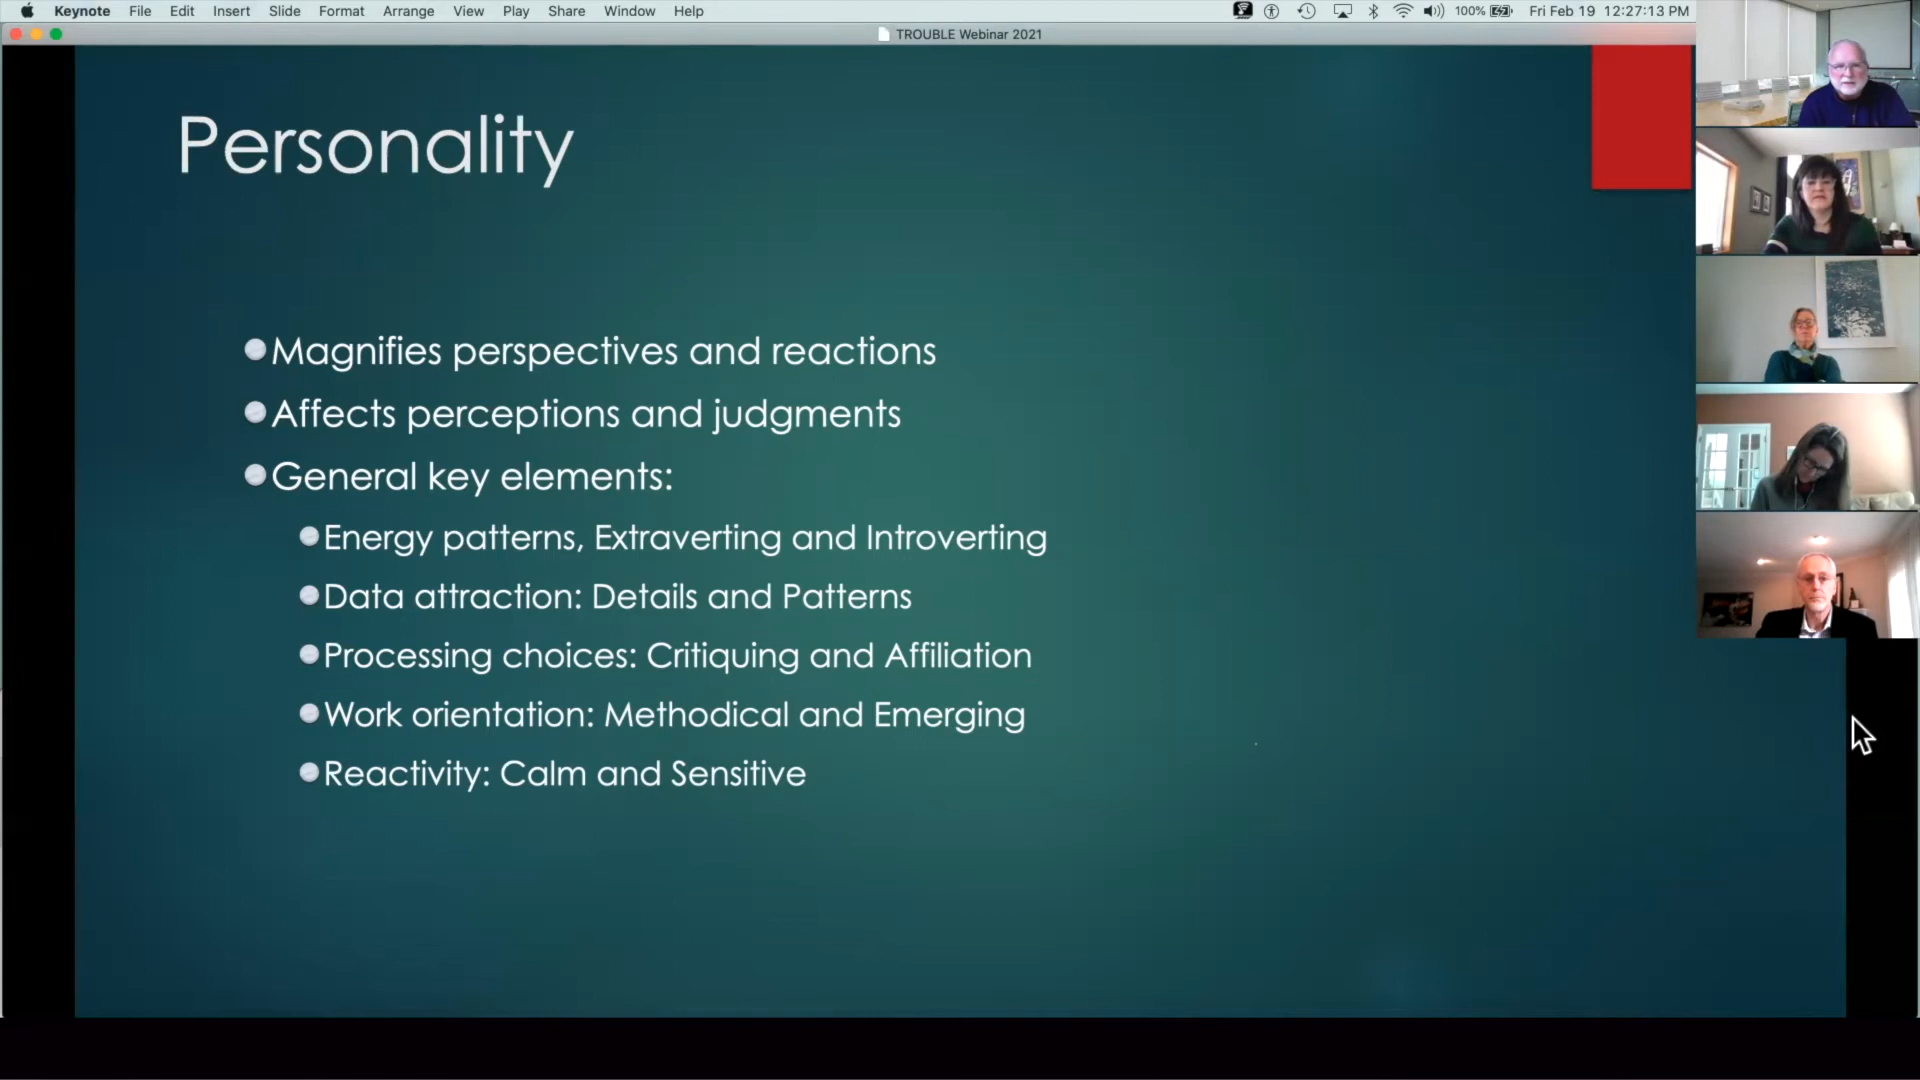 Keynote File Edit Insert Slide Format Arrange View Play Share Window Help 100% Fri Feb 19 12:27:13 PM
TROUBLE Webinar 2021
Personality
Magnifies perspectives and reactions
Affects perceptions and judgments
General key elements:
Energy patterns, Extraverting and Introverting
Data attraction: Details and Patterns
Processing choices: Critiquing and Affiliation
Work orientation: Methodical and Emerging
Reactivity: Calm and Sensitive